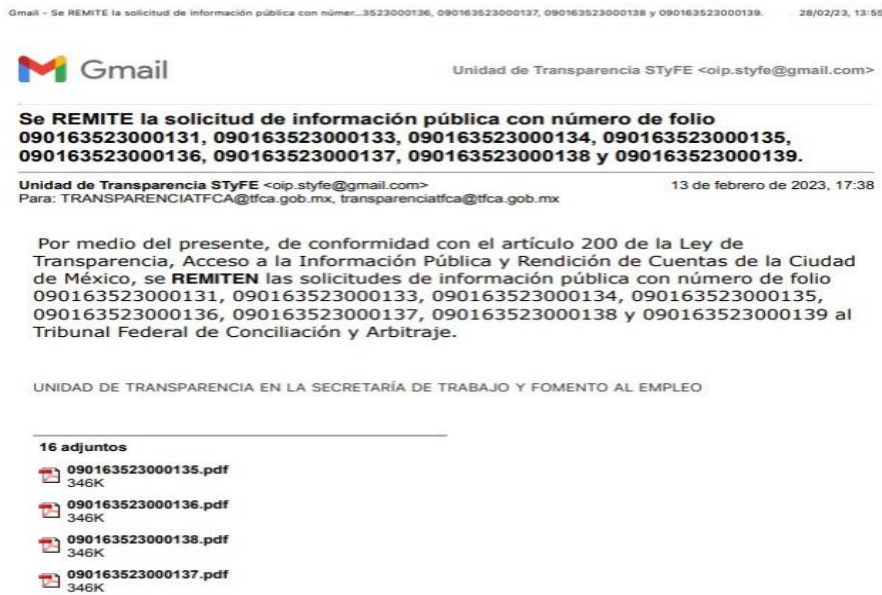 Gmail - Se REMITE la solicitud de información pública con númer...3523000136, 090163523000137, 090163523000138 y 090163523000139. 28/02/23, 13:55
Gmail Unidad de Transparencia STyFE <oip.styfe@gmail.com>
Se REMITE la solicitud de información pública con número de folio
090163523000131, 090163523000133, 090163523000134, 090163523000135,
090163523000136, 090163523000137, 090163523000138 y 090163523000139.
Unidad de Transparencia STyFE <oip.styfe@gmail.com> 13 de febrero de 2023, 17:38
Para: TRANSPARENCIATFCA@tfca.gob.mx, transparenciatfca@tfca.gob.mx
Por medio del presente, de conformidad con el artículo 200 de la Ley de
Transparencia, Acceso a la Información Pública y Rendición de Cuentas de la Ciudad
de México, se REMITEN las solicitudes de información pública con número de folio
090163523000131, 090163523000133, 090163523000134, 090163523000135,
090163523000136, 090163523000137, 090163523000138 y 090163523000139 al
Tribunal Federal de Conciliación y Arbitraje.
UNIDAD DE TRANSPARENCIA EN LA SECRETARÍA DE TRABAJO Y FOMENTO AL EMPLEO
16 adjuntos
090163523000135.pdf
346K
090163523000136.pdf
346K
090163523000138.pdf
346K
090163523000137.pdf
346K